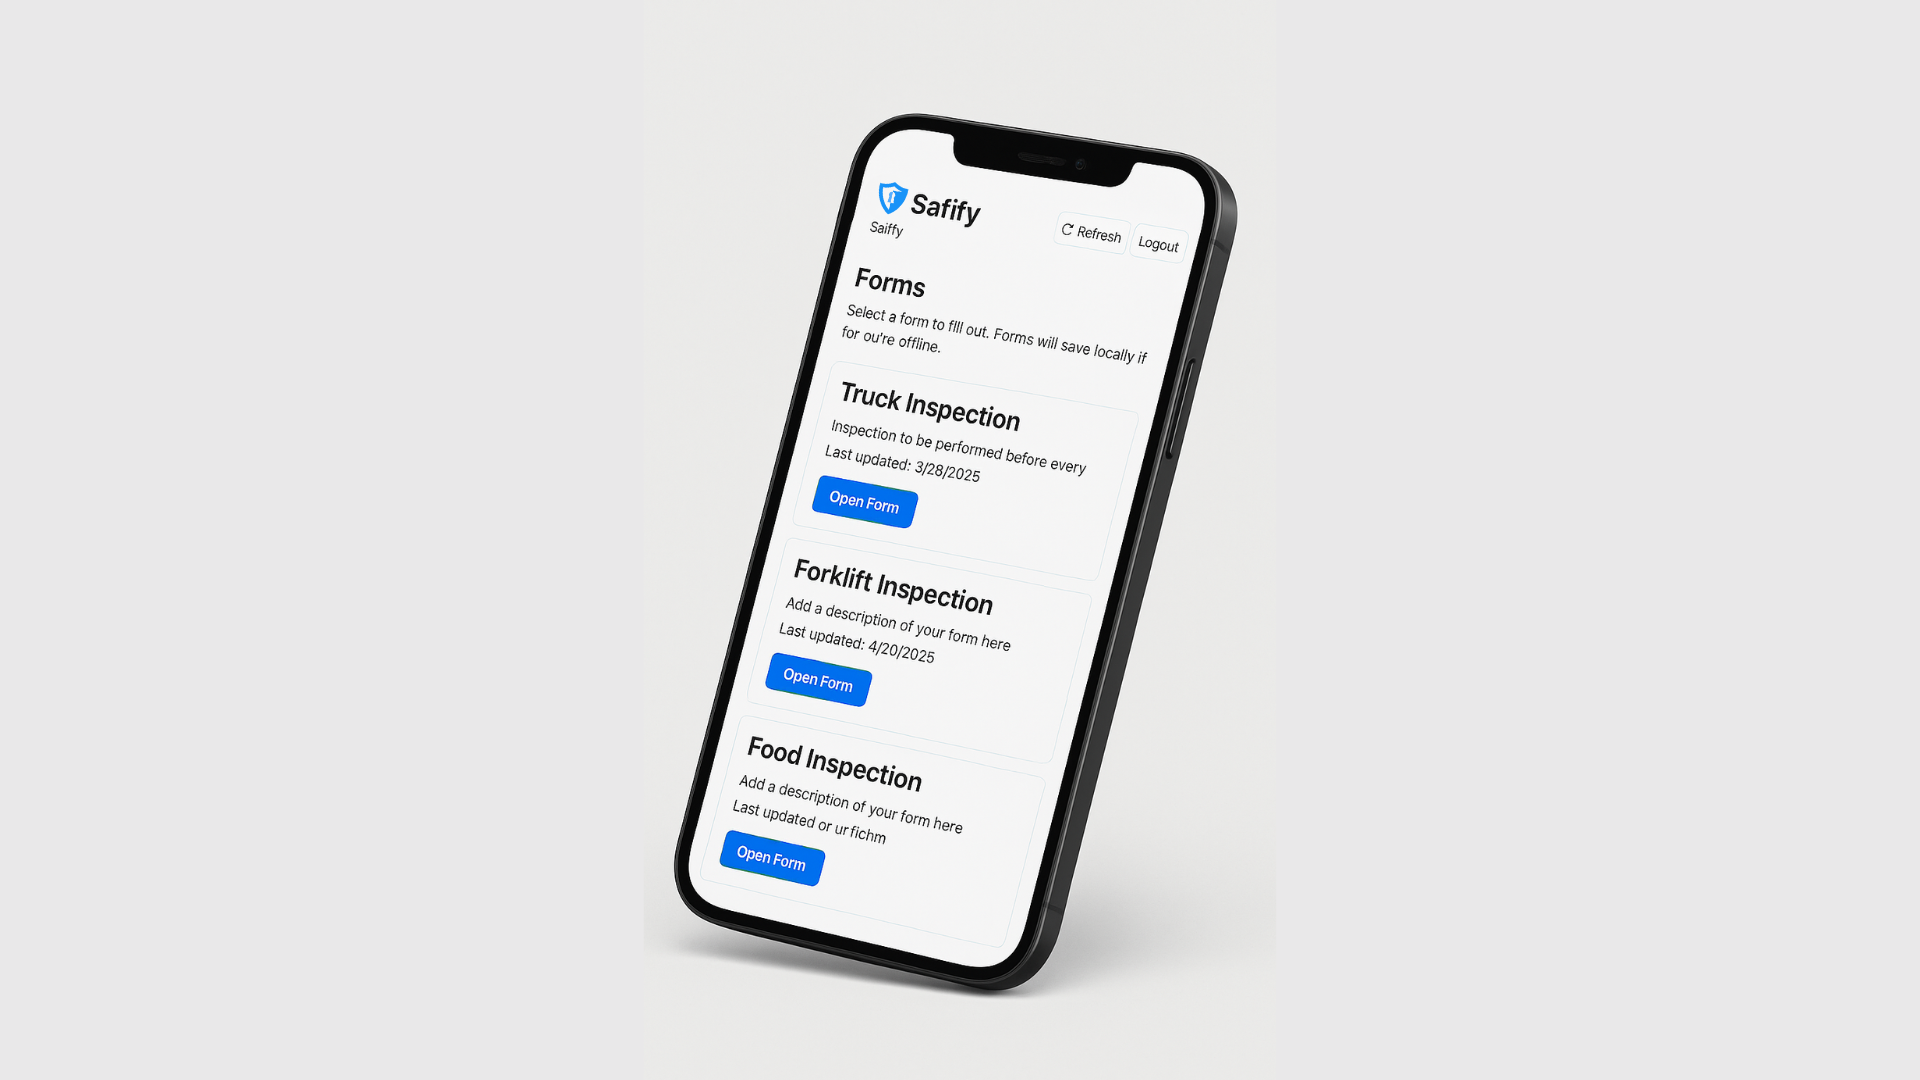 Safify
Saiffy
Refresh
Logout
Forms
Select a form to fIll out. Forms will save locally if
for ou're offline.
Truck Inspection
Inspection to be performed before every
Last updated: 3/28/2025
Open Form
Forklift Inspection
Add a description of your form here
Last updated: 4/20/2025
Open Form
Food Inspection
Add a description of your form here
Last updated or ur fichm
Open Form